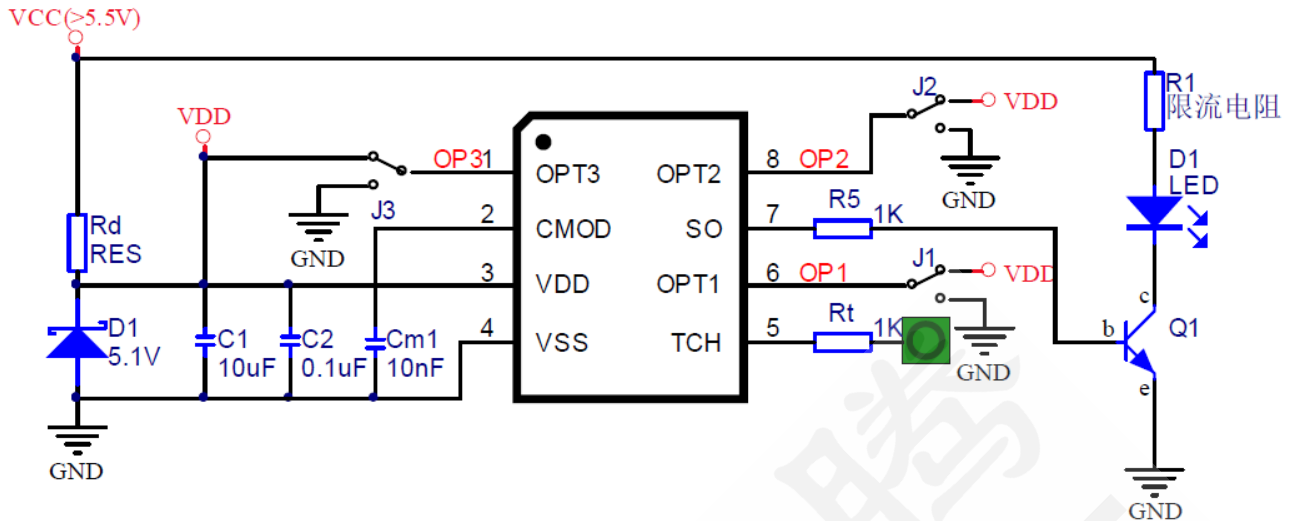 VCC(>5.5V)
VDD
Rd
RES
D1
5.1V
GND
C1
10uF
C2
0.1uF
Cm1
10nF
GND
J3
OP3
1
2
3
4
OPT3
CMOD
VDD
VSS
OPT2
SO
OPT1
TCH
8
7
6
5
OP2
R5
1K
OP1
Rt
1K
J2
VDD
GND
J1
VDD
GND
R1
限流电阻
D1
LED
c
b
e
Q1
GND
腾